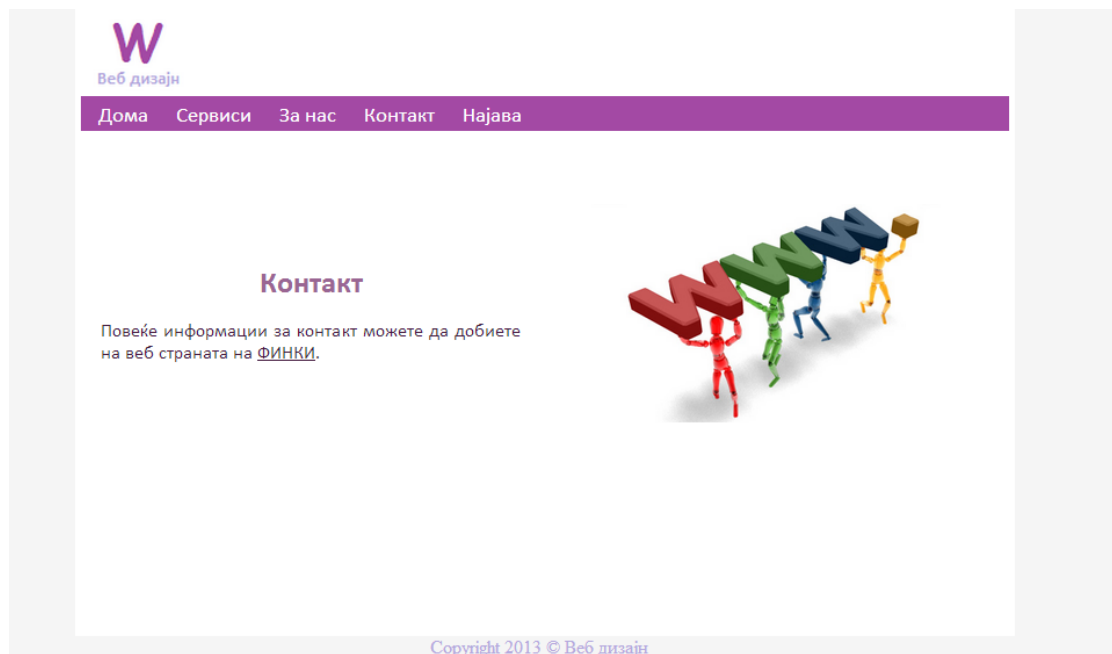 W
Веб дизајн
Дома Сервиси За нас Контакт Најава
WWW.
Контакт
Повеќе информации за контакт можете да добиете
на веб страната на ФИНКИ.
Copyright 2013 © Веб дизајн